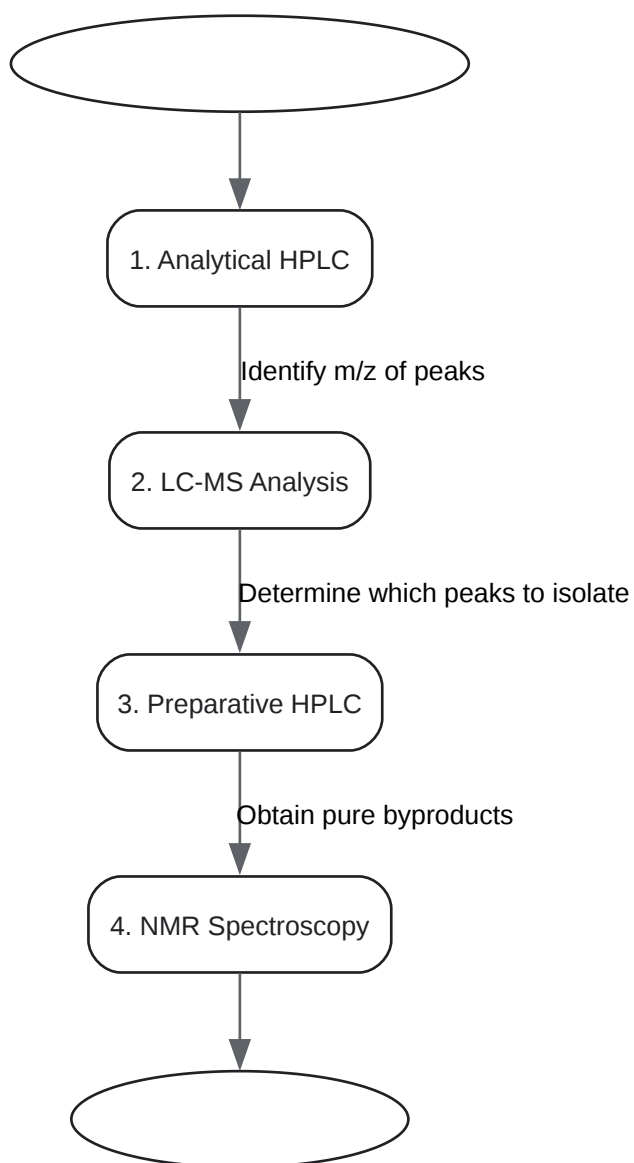 1. Analytical HPLC
Identify m/z of peaks
2. LC-MS Analysis
Determine which peaks to isolate
3. Preparative HPLC
Obtain pure byproducts
4. NMR Spectroscopy